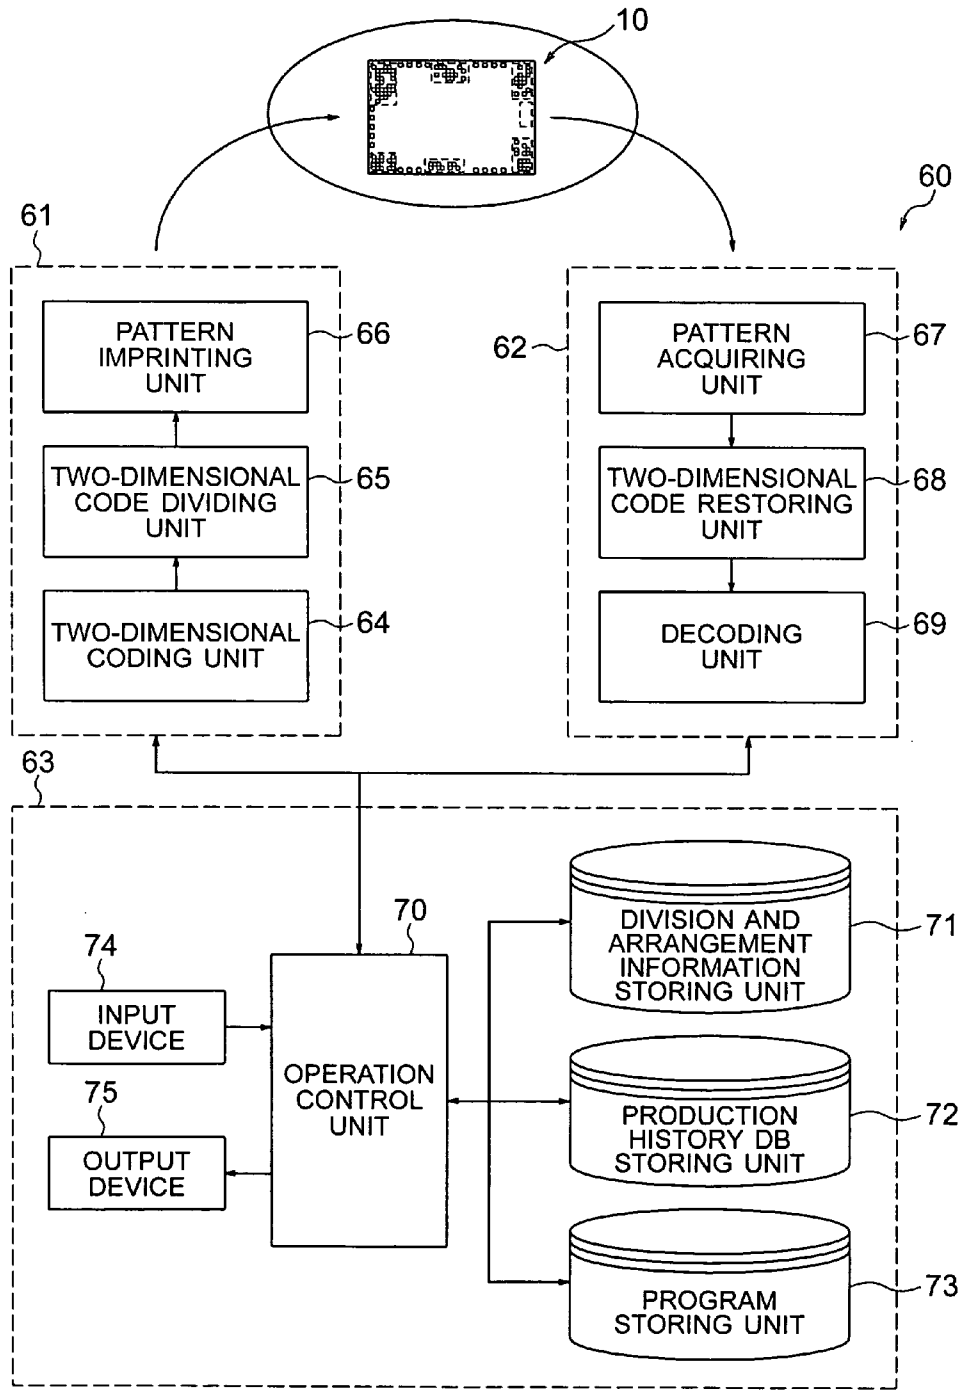 10
60
61
PATTERN
IMPRINTING
UNIT
66
TWO-DIMENSIONAL
CODE DIVIDING
UNIT
65
TWO-DIMENSIONAL
CODING UNIT
64
62
PATTERN
ACQUIRING
UNIT
67
TWO-DIMENSIONAL
CODE RESTORING
UNIT
68
DECODING
UNIT
69
63
74
INPUT
DEVICE
75
OUTPUT
DEVICE
70
OPERATION
CONTROL
UNIT
DIVISION AND
ARRANGEMENT
INFORMATION
STORING UNIT
71
PRODUCTION
HISTORY DB
STORING UNIT
72
PROGRAM
STORING UNIT
73